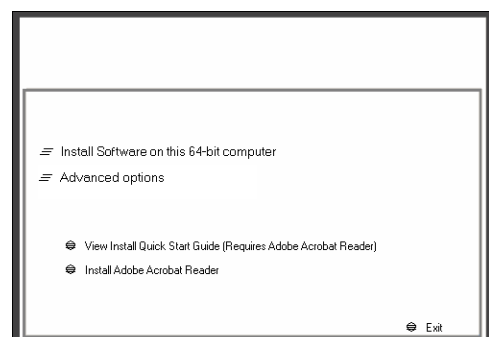 Install Software on this 64-bit computer
Advanced options
View Install Quick Start Guide (Requires Adobe Acrobat Reader)
Install Adobe Acrobat Reader
Exit